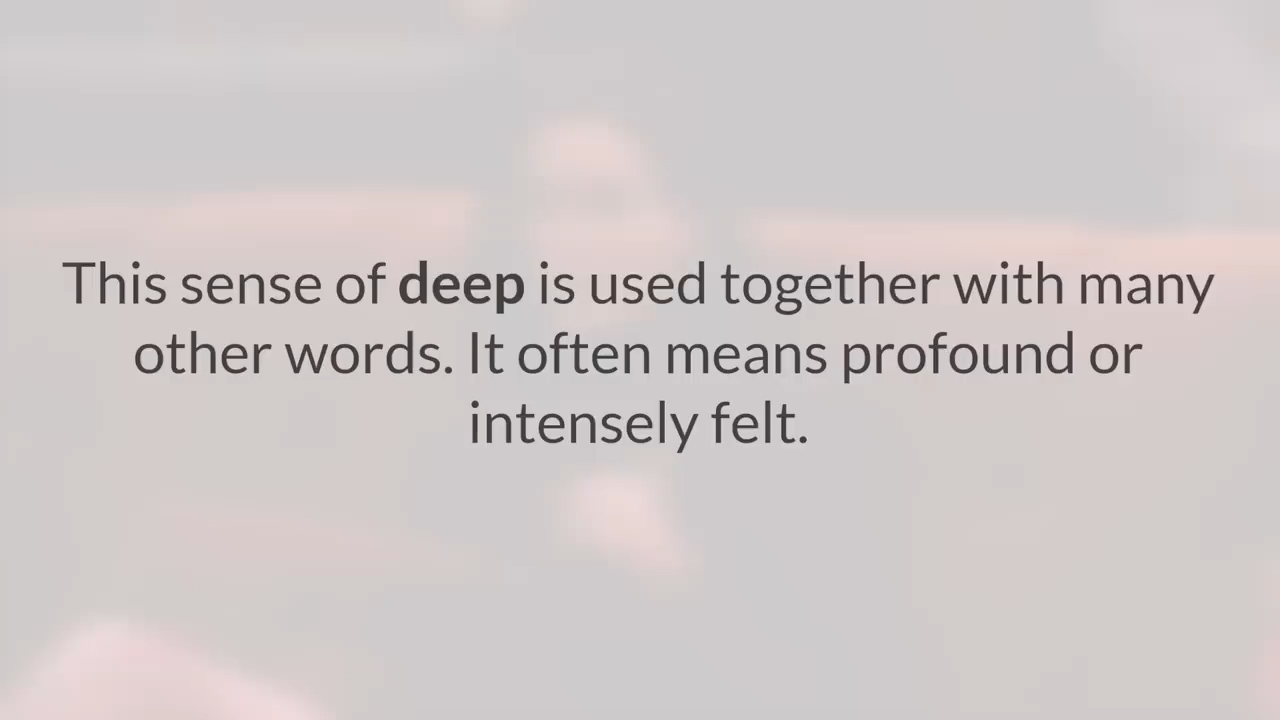 This sense of deep is used together with many
other words. It often means profound or
intensely felt.